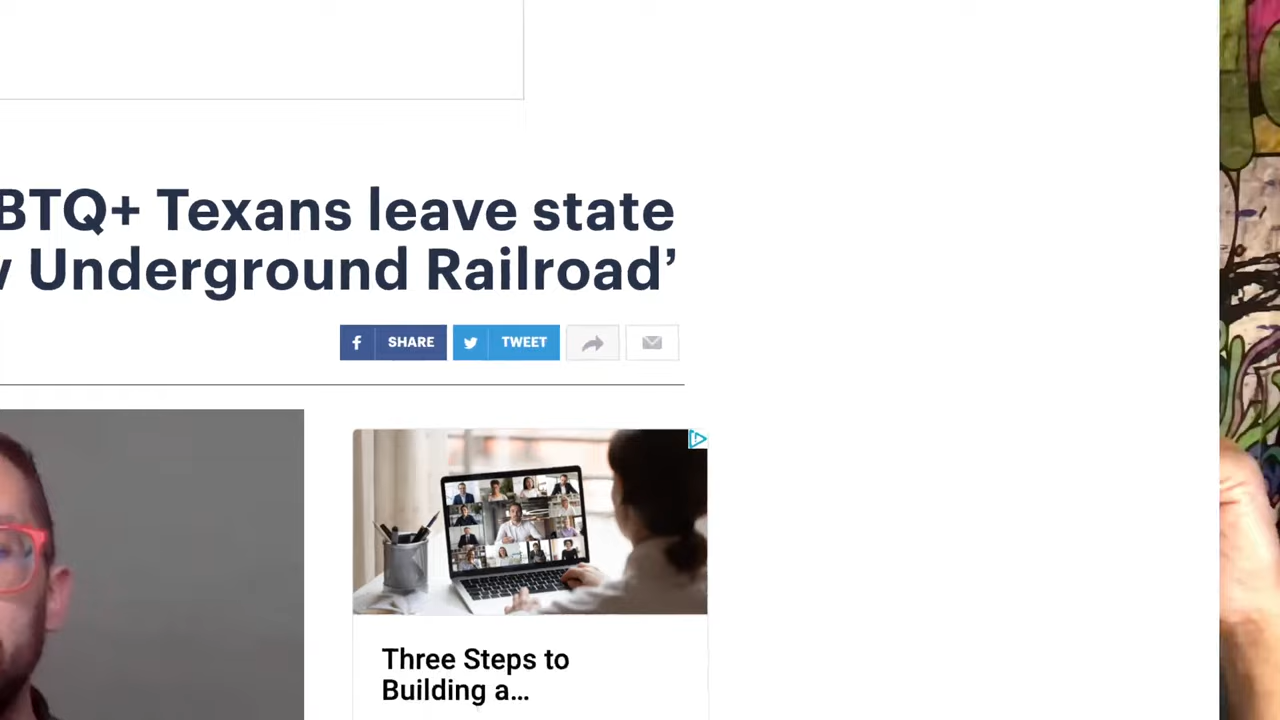 BTQ+ Texans leave state
Underground Railroad’
SHARE
TWEET
Three Steps to
Building a…